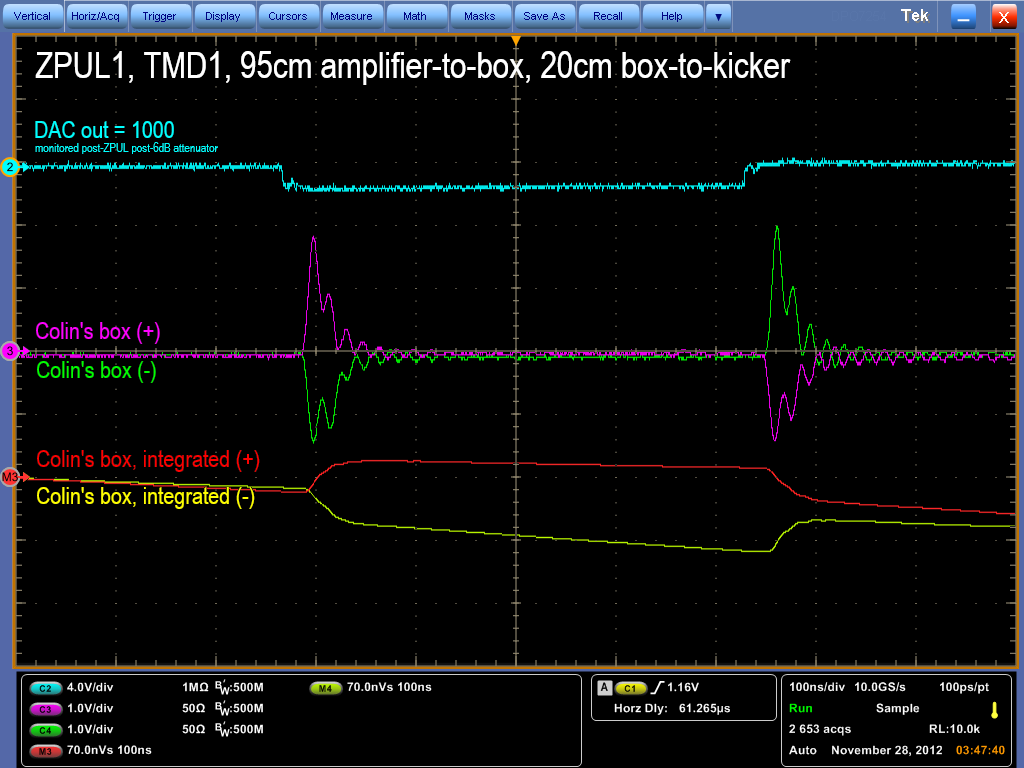 Vertical Horiz/Acq Trigger Display Cursors Measure Math Masks Save As Recall Help ▼ Tek X
ZPUL1, TMD1, 95cm amplifier-to-box, 20cm box-to-kicker
DAC out = 1000
monitored post-ZPUL post-6dB attenuator
2
Colin's box (+)
3
Colin's box (-)
Colin's box, integrated (+)
M3
Colin's box, integrated (-)
C2 4.0V/div 1MΩ BW:500M M4 70.0nVs 100ns
C3 1.0V/div 50Ω BW:500M
C4 1.0V/div 50Ω BW:500M
M3 70.0nVs 100ns
A C1 1.16V
Horz Dly: 61.265µs
100ns/div 10.0GS/s 100ps/pt
Run Sample
2 653 acqs RL:10.0k
Auto November 28, 2012 03:47:40